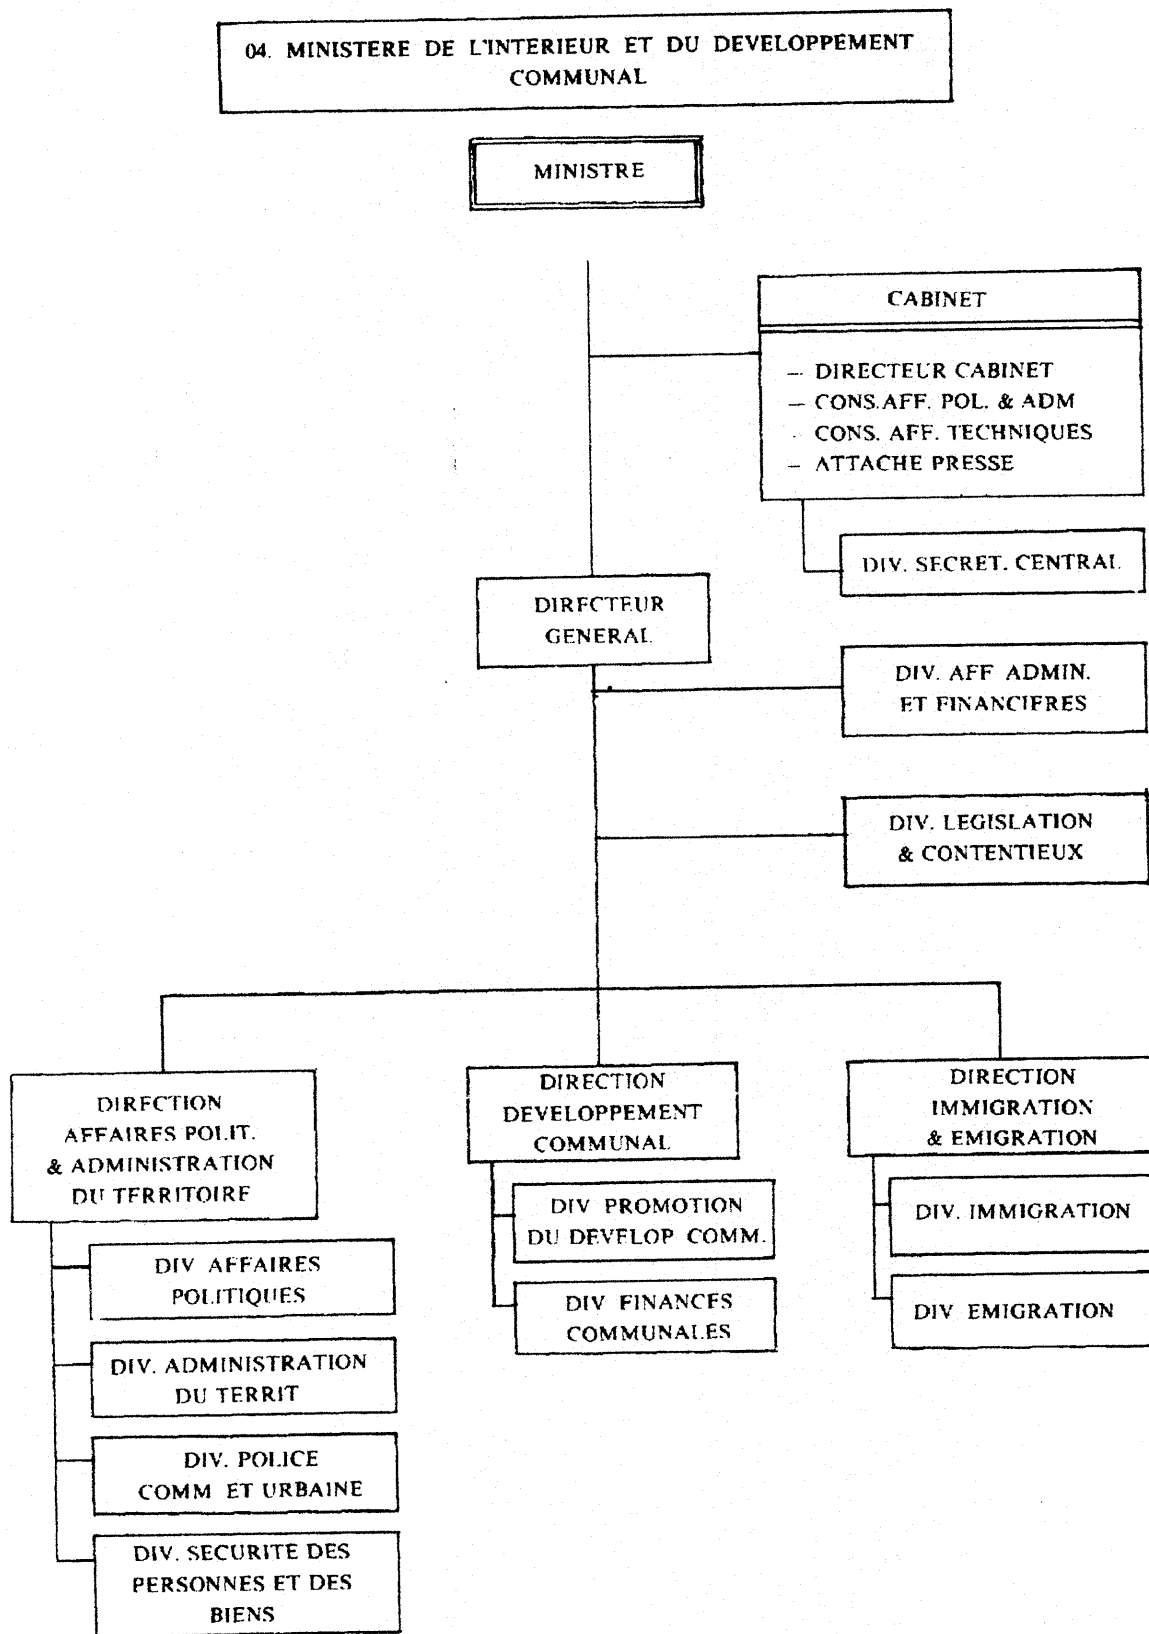 04. MINISTERE DE L'INTERIEUR ET DU DEVELOPPEMENT
COMMUNAL
MINISTRE
CABINET
– DIRECTEUR CABINET
– CONS.AFF. POL. & ADM
- CONS. AFF. TECHNIQUES
– ATTACHE PRESSE
DIV. SECRET. CENTRAL
DIRECTEUR
GENERAL
DIV. AFF ADMIN.
ET FINANCIERES
DIV. LEGISLATION
& CONTENTIEUX
DIRECTION
AFFAIRES POLIT.
& ADMINISTRATION
DU TERRITOIRE
DIV AFFAIRES
POLITIQUES
DIV. ADMINISTRATION
DU TERRIT
DIV. POLICE
COMM ET URBAINE
DIV. SECURITE DES
PERSONNES ET DES
BIENS
DIRECTION
DEVELOPPEMENT
COMMUNAL
DIV PROMOTION
DU DEVELOP COMM.
DIV FINANCES
COMMUNALES
DIRECTION
IMMIGRATION
& EMIGRATION
DIV. IMMIGRATION
DIV EMIGRATION